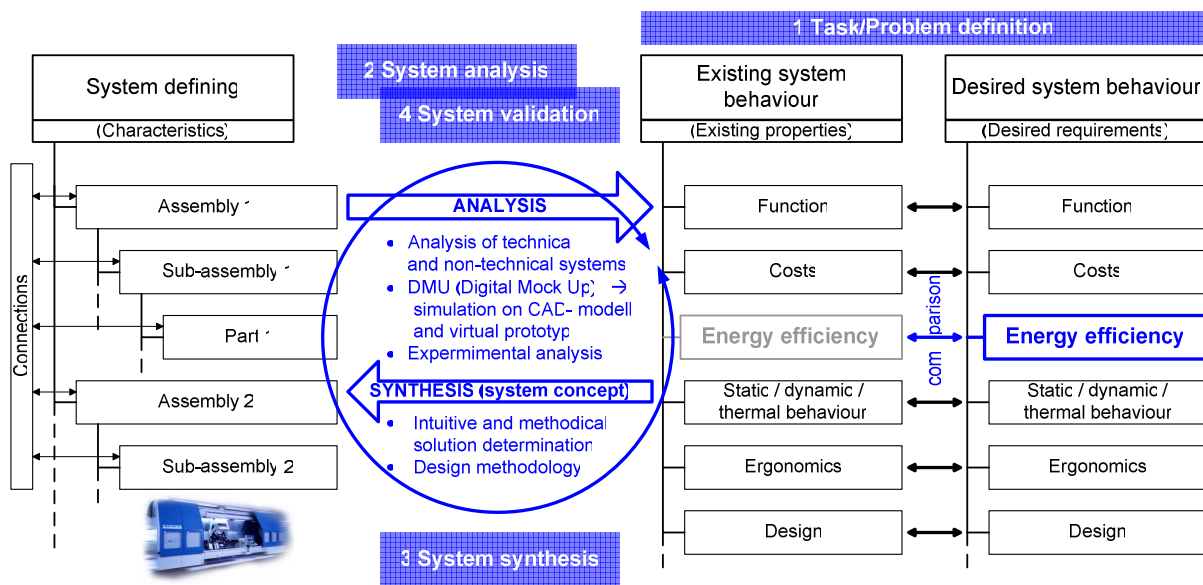 1 Task/Problem definition
2 System analysis
4 System validation
System defining
(Characteristics)
Existing system
behaviour
(Existing properties)
Desired system behaviour
(Desired requirements)
Connections
Assembly 1
Sub-assembly 1
Part 1
Assembly 2
Sub-assembly 2
ANALYSIS
• Analysis of technica
and non-technical systems
• DMU (Digital Mock Up) →
simulation on CAD- modell
and virtual prototyp
• Expermimental analysis
SYNTHESIS (system concept)
• Intuitive and methodical
solution determination
• Design methodology
3 System synthesis
Function
Costs
Energy efficiency
Static / dynamic /
thermal behaviour
Ergonomics
Design
com parison
Function
Costs
Energy efficiency
Static / dynamic /
thermal behaviour
Ergonomics
Design